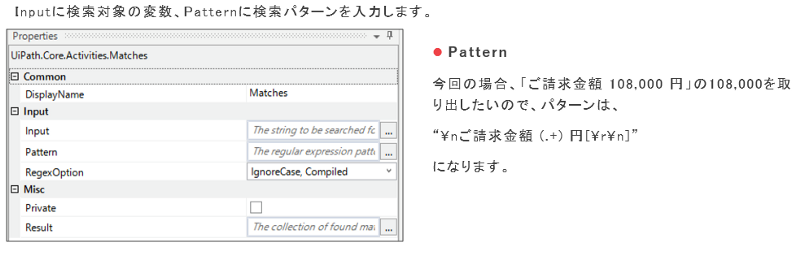 Inputに検索対象の変数、Patternに検索パターンを入力します。
Properties
UiPath.Core.Activities.Matches
Common
DisplayName Matches
Input
Input The string to be searched fo ...
Pattern The regular expression patt ...
RegexOption IgnoreCase, Compiled
Misc
Private
Result The collection of found mat ...
● Pattern
今回の場合、「ご請求金額 108,000 円」の108,000を取
り出したいので、パターンは、
“¥nご請求金額 (.+) 円[¥r¥n]”
になります。